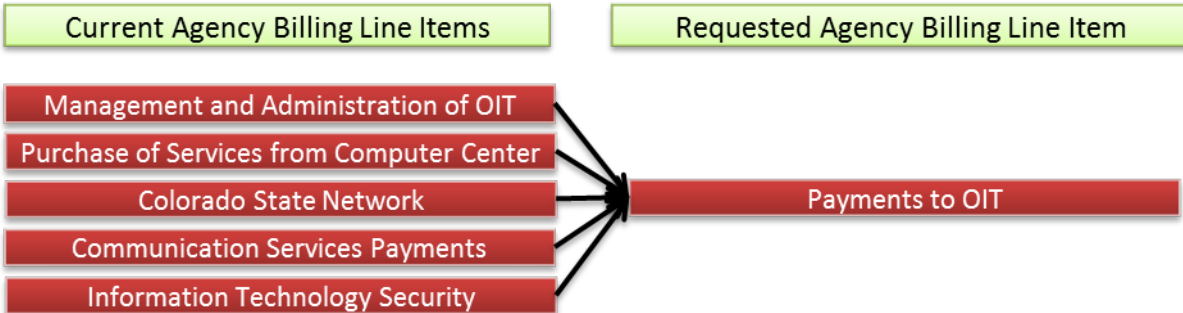 Current Agency Billing Line Items
Requested Agency Billing Line Item
Management and Administration of OIT
Purchase of Services from Computer Center
Colorado State Network
Communication Services Payments
Information Technology Security
Payments to OIT